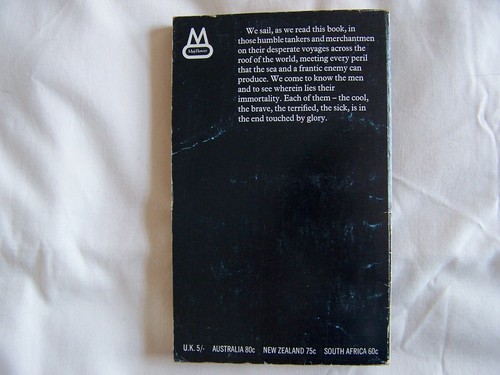 M
Mayflower
We sail, as we read this book, in
those humble tankers and merchantmen
on their desperate voyages across the
roof of the world, meeting every peril
that the sea and a frantic enemy can
produce. We come to know the men
and to see wherein lies their
immortality. Each of them – the cool,
the brave, the terrified, the sick, is in
the end touched by glory.
U.K. 5/- AUSTRALIA 80c NEW ZEALAND 75c SOUTH AFRICA 60c